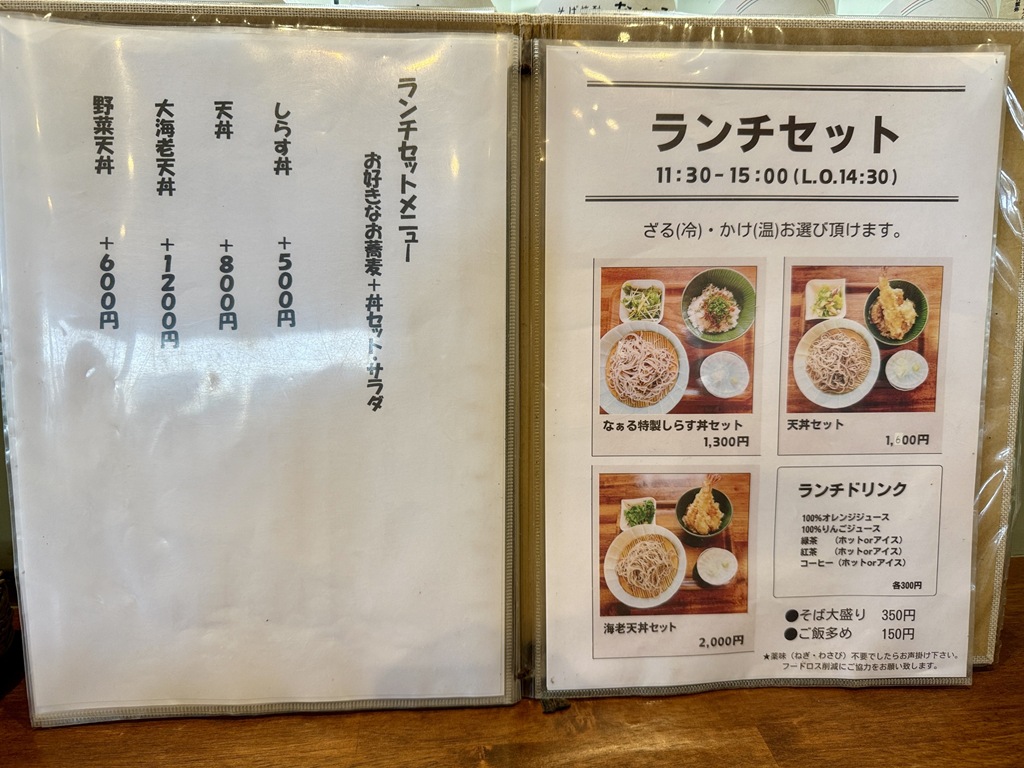 ランチセットメニュー
お好きなお蕎麦＋丼セット・サラダ
しらす丼 ＋500円
天丼 ＋800円
大海老天丼 ＋1200円
野菜天丼 ＋600円
ランチセット
11:30-15:00(L.O.14:30)
ざる(冷)・かけ(温)お選び頂けます。
なぁる特製しらす丼セット
1,300円
天丼セット
1,600円
海老天丼セット
2,000円
ランチドリンク
100%オレンジジュース
100%りんごジュース
緑茶 （ホットorアイス）
紅茶 （ホットorアイス）
コーヒー（ホットorアイス）
各300円
●そば大盛り 350円
●ご飯多め 150円
★薬味（ねぎ・わさび）不要でしたらお声掛け下さい。
フードロス削減にご協力をお願い致します。